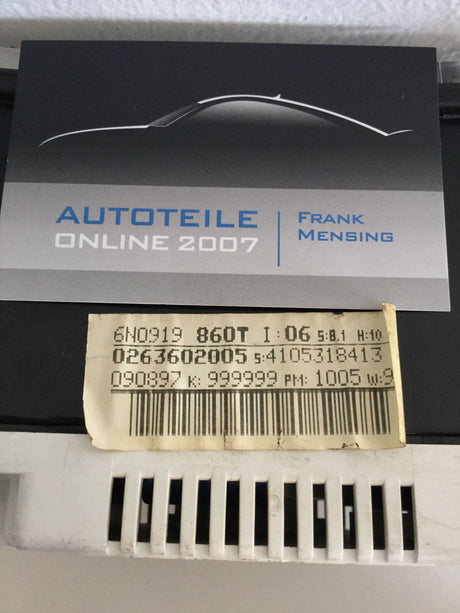 AUTOTEILE
ONLINE 2007
FRANK
MENSING
6N0919 860T I:06 S:8.1 H:10
0263602005 S:4105318413
090897 K: 999999 PM: 1005 W:9